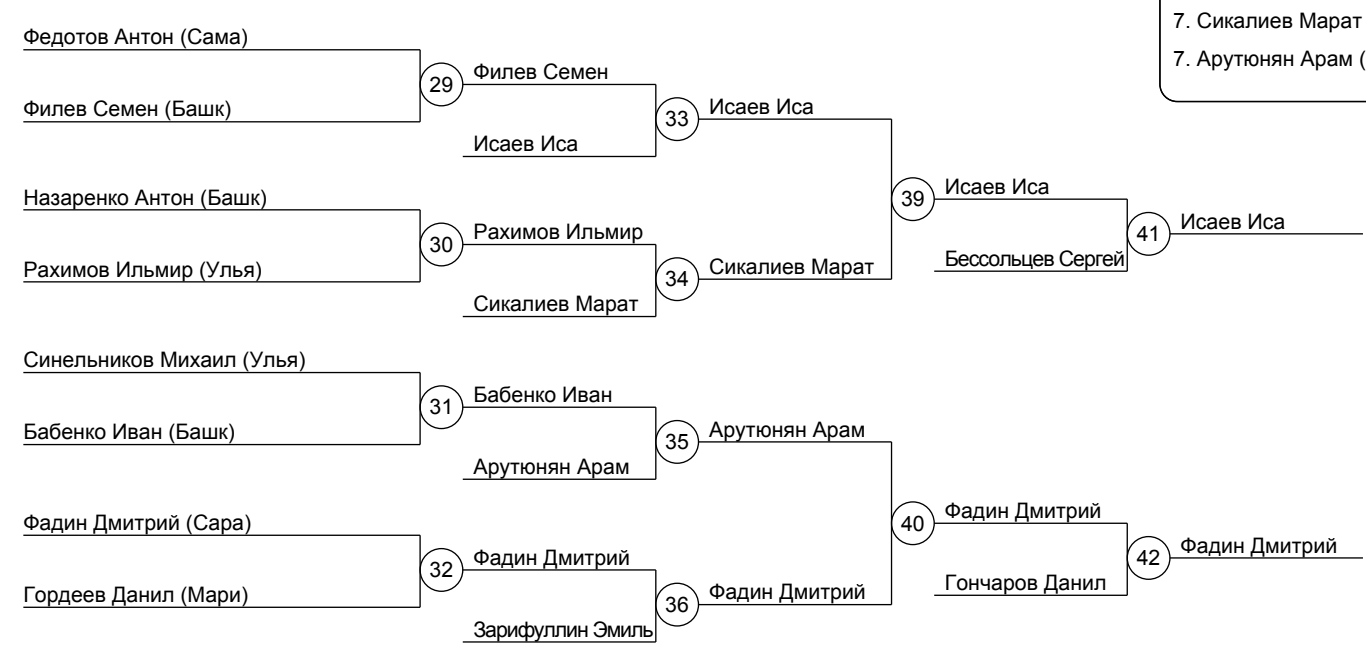 7. Сикалиев Марат
7. Арутюнян Арам (
Федотов Антон (Сама)
29
Филев Семен
Филев Семен (Башк)
33
Исаев Иса
Исаев Иса
Назаренко Антон (Башк)
39
Исаев Иса
30
Рахимов Ильмир
41
Исаев Иса
Рахимов Ильмир (Улья)
34
Сикалиев Марат
Бессольцев Сергей
Сикалиев Марат
Синельников Михаил (Улья)
31
Бабенко Иван
Бабенко Иван (Башк)
35
Арутюнян Арам
Арутюнян Арам
Фадин Дмитрий (Сара)
40
Фадин Дмитрий
32
Фадин Дмитрий
42
Фадин Дмитрий
Гордеев Данил (Мари)
36
Фадин Дмитрий
Гончаров Данил
Зарифуллин Эмиль